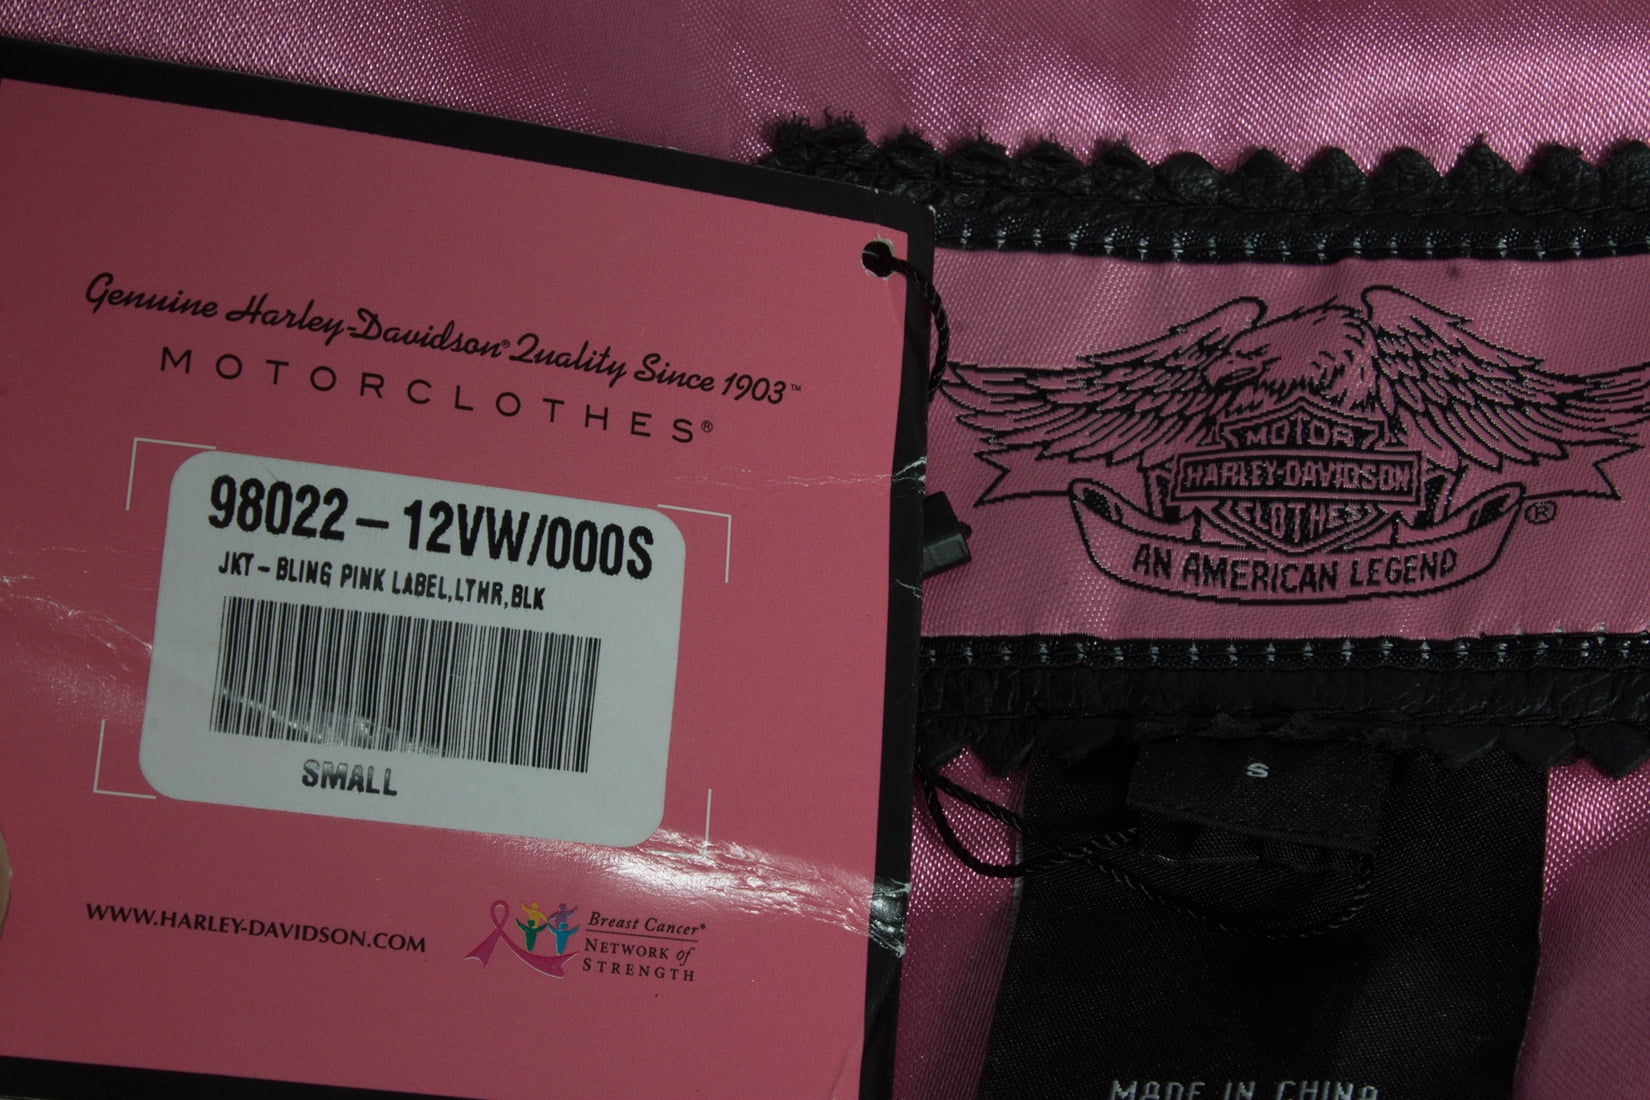 Genuine Harley-Davidson® Quality Since 1903™
MOTORCLOTHES®
98022-12VW/000S
JKT-BLING PINK LABEL,LTHR,BLK
SMALL
WWW.HARLEY-DAVIDSON.COM
Breast Cancer®
NETWORK of
STRENGTH
MOTOR
HARLEY-DAVIDSON
CLOTHES
®
AN AMERICAN LEGEND
S
MADE IN CHINA